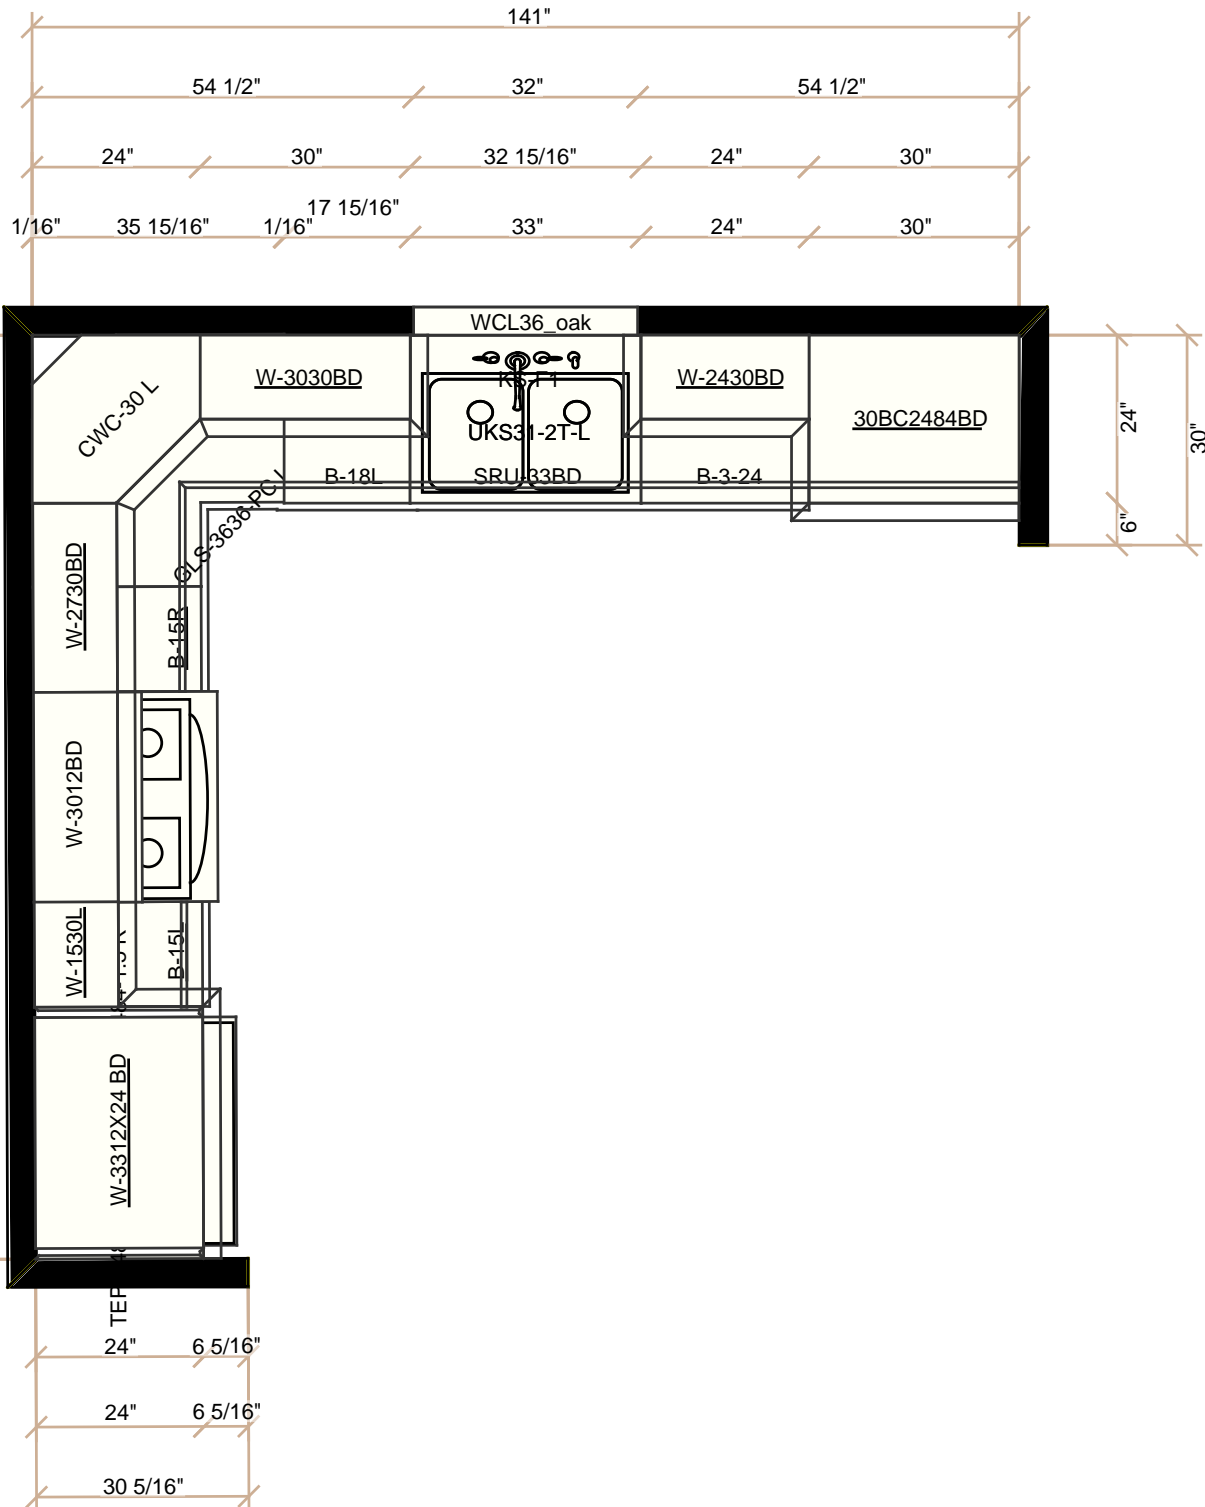 141"
54 1/2"
32"
54 1/2"
24"
30"
32 15/16"
24"
30"
1/16"
35 15/16"
1/16"
17 15/16"
33"
24"
30"
WCL36_oak
CWC-30 L
W-3030BD
W-2430BD
30BC2484BD
UKS31-2T-L
B-18L
SRU-33BD
B-3-24
24"
30"
6"
GLS-3636-PC
W-2730BD
B-15R
W-3012BD
W-1530L
B-15L
W-3312X24 BD
24"
6 5/16"
24"
6 5/16"
30 5/16"